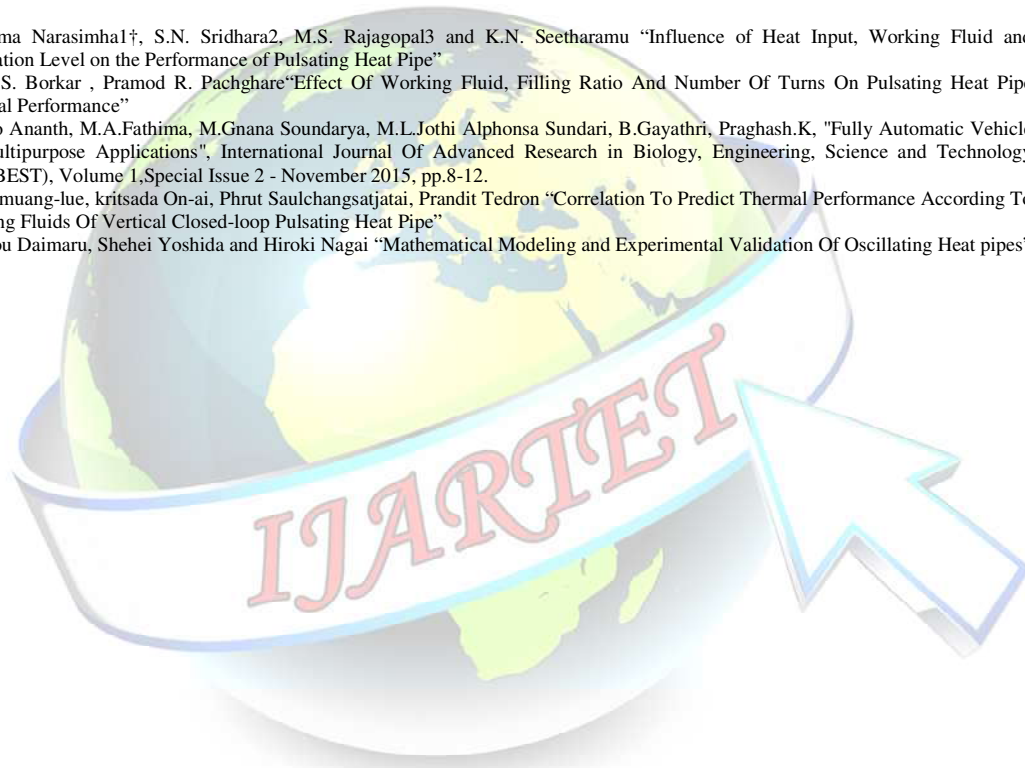 ma Narasimha1†, S.N. Sridhara2, M.S. Rajagopal3 and K.N. Seetharamu “Influence of Heat Input, Working Fluid and
ation Level on the Performance of Pulsating Heat Pipe”
S. Borkar , Pramod R. Pachghare“Effect Of Working Fluid, Filling Ratio And Number Of Turns On Pulsating Heat Pipe
al Performance”
o Ananth, M.A.Fathima, M.Gnana Soundarya, M.L.Jothi Alphonsa Sundari, B.Gayathri, Praghash.K, "Fully Automatic Vehicle
ultipurpose Applications", International Journal Of Advanced Research in Biology, Engineering, Science and Technology
BEST), Volume 1,Special Issue 2 - November 2015, pp.8-12.
muang-lue, kritsada On-ai, Phrut Saulchangsatjatai, Prandit Tedron “Correlation To Predict Thermal Performance According To
ng Fluids Of Vertical Closed-loop Pulsating Heat Pipe”
ou Daimaru, Shehei Yoshida and Hiroki Nagai “Mathematical Modeling and Experimental Validation Of Oscillating Heat pipes”
IJARTET